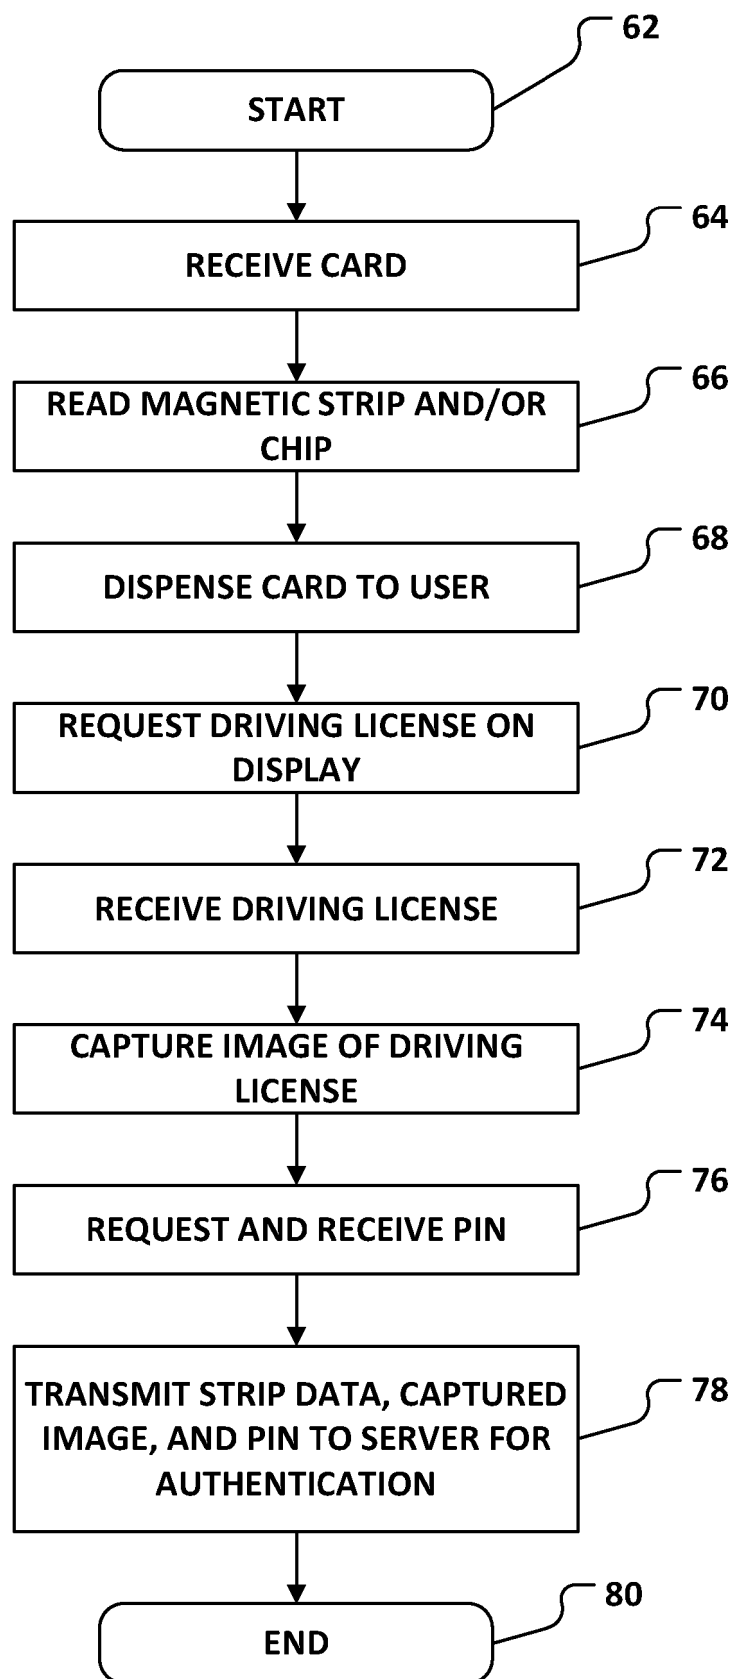 62
START
64
RECEIVE CARD
66
READ MAGNETIC STRIP AND/OR
CHIP
68
DISPENSE CARD TO USER
70
REQUEST DRIVING LICENSE ON
DISPLAY
72
RECEIVE DRIVING LICENSE
74
CAPTURE IMAGE OF DRIVING
LICENSE
76
REQUEST AND RECEIVE PIN
78
TRANSMIT STRIP DATA, CAPTURED
IMAGE, AND PIN TO SERVER FOR
AUTHENTICATION
80
END